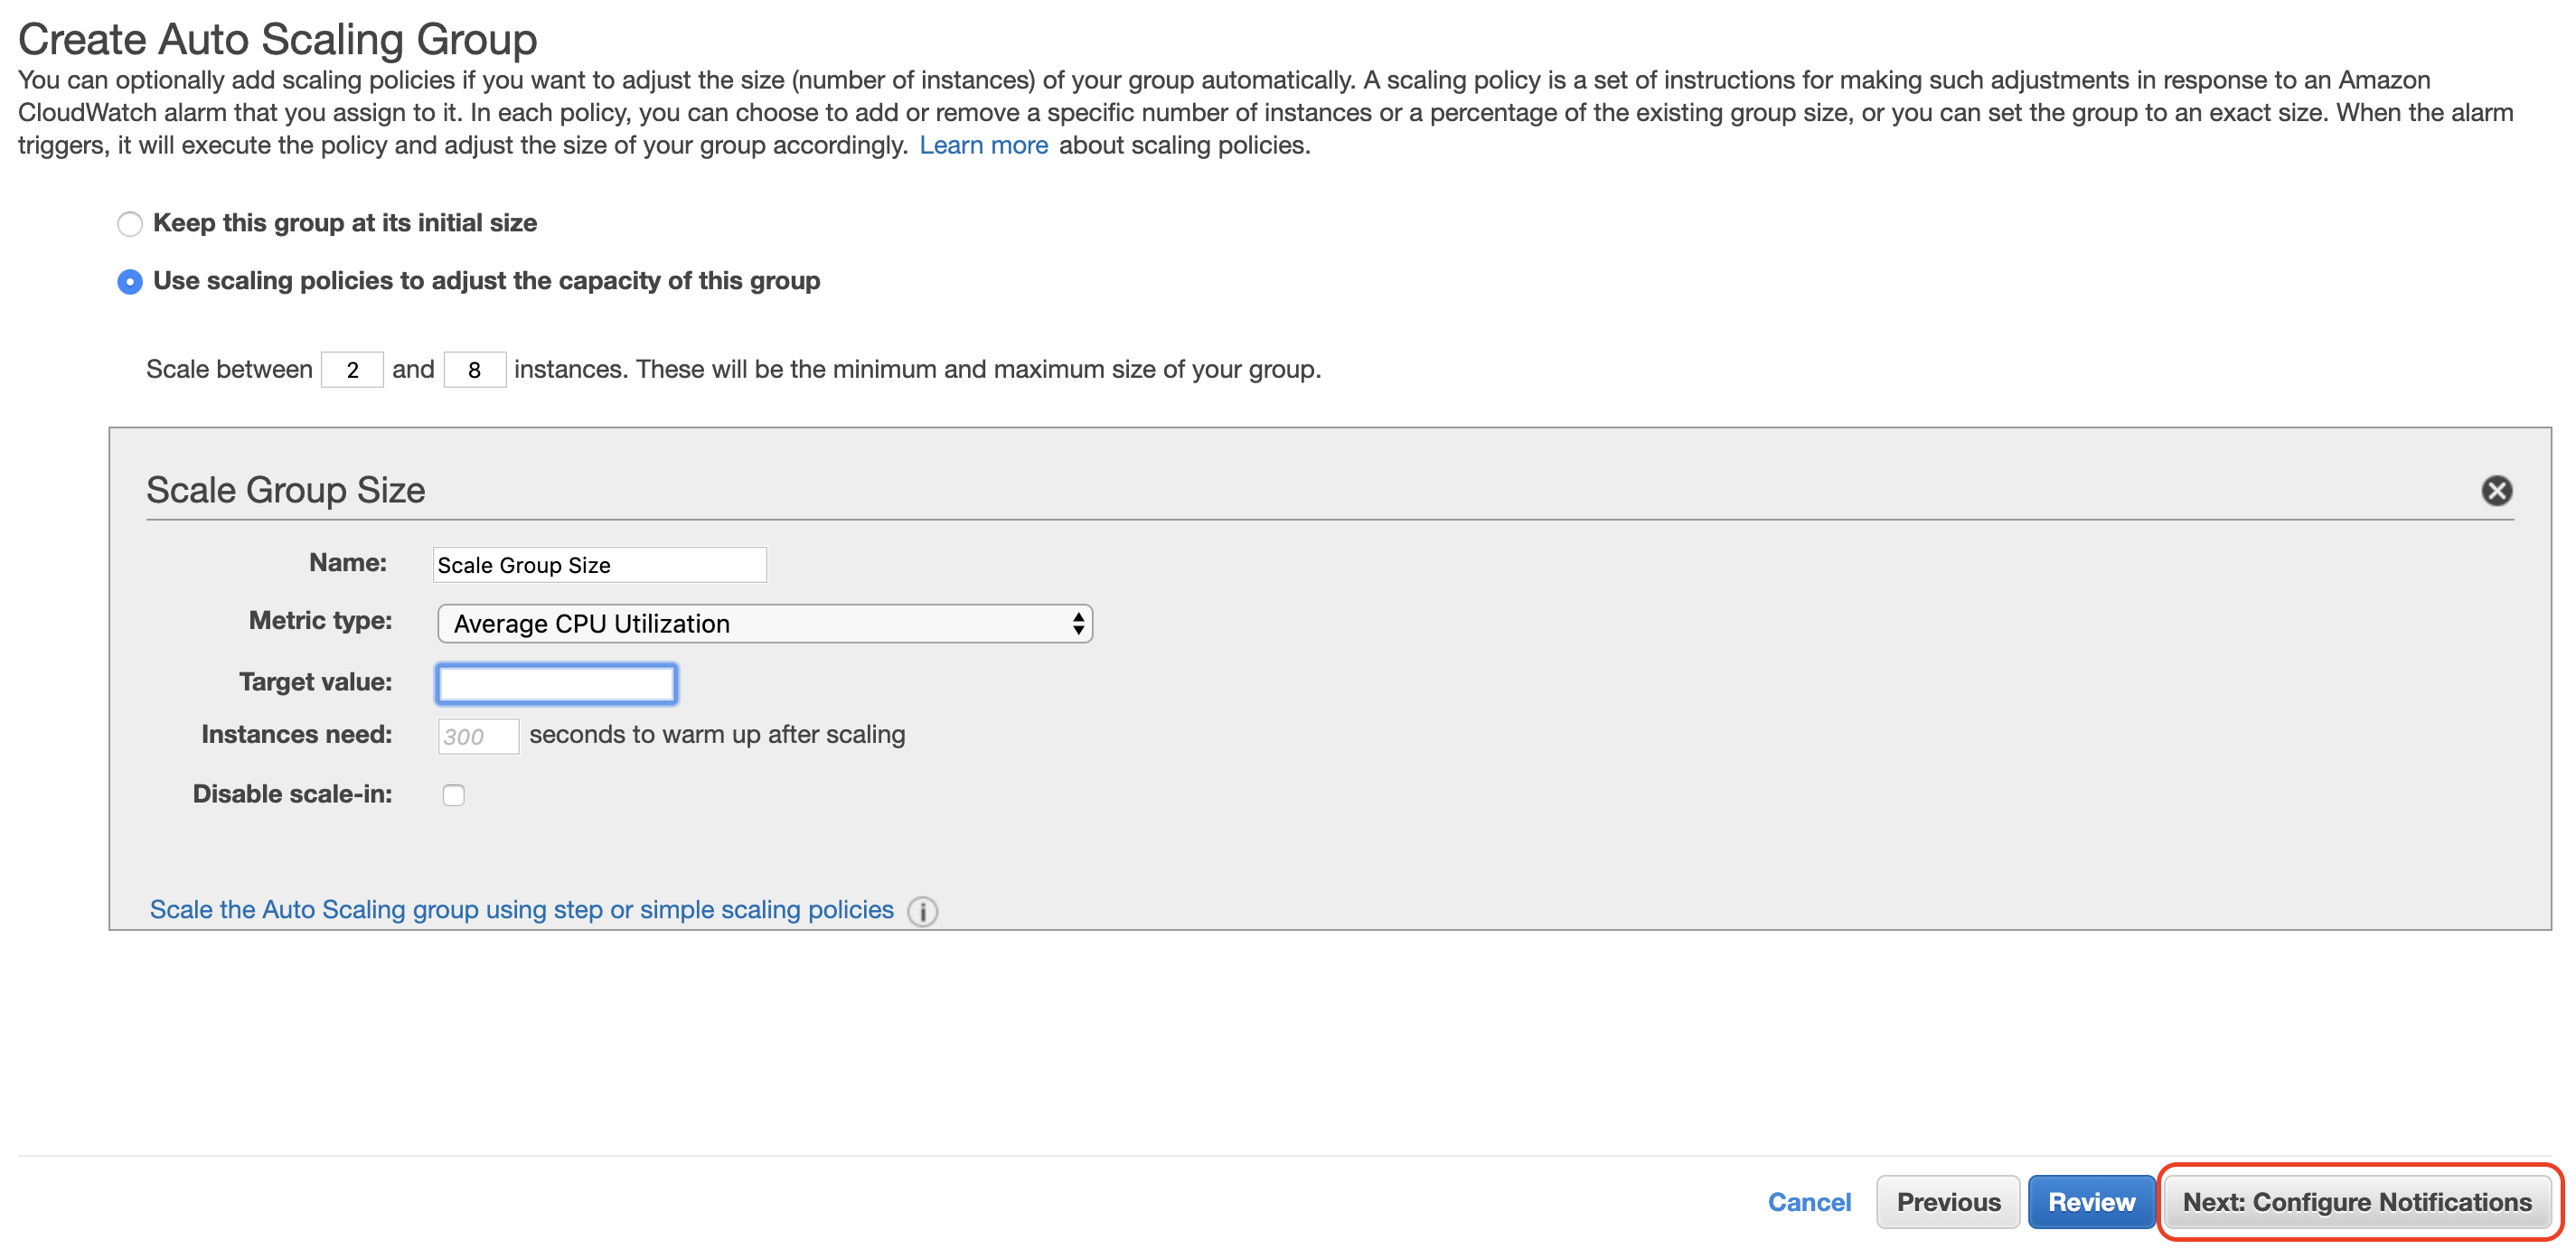 Create Auto Scaling Group
You can optionally add scaling policies if you want to adjust the size (number of instances) of your group automatically. A scaling policy is a set of instructions for making such adjustments in response to an Amazon
CloudWatch alarm that you assign to it. In each policy, you can choose to add or remove a specific number of instances or a percentage of the existing group size, or you can set the group to an exact size. When the alarm
triggers, it will execute the policy and adjust the size of your group accordingly. Learn more about scaling policies.
Keep this group at its initial size
Use scaling policies to adjust the capacity of this group
Scale between 2 and 8 instances. These will be the minimum and maximum size of your group.
Scale Group Size
Name: Scale Group Size
Metric type: Average CPU Utilization
Target value:
Instances need: 300 seconds to warm up after scaling
Disable scale-in:
Scale the Auto Scaling group using step or simple scaling policies i
Cancel Previous Review Next: Configure Notifications